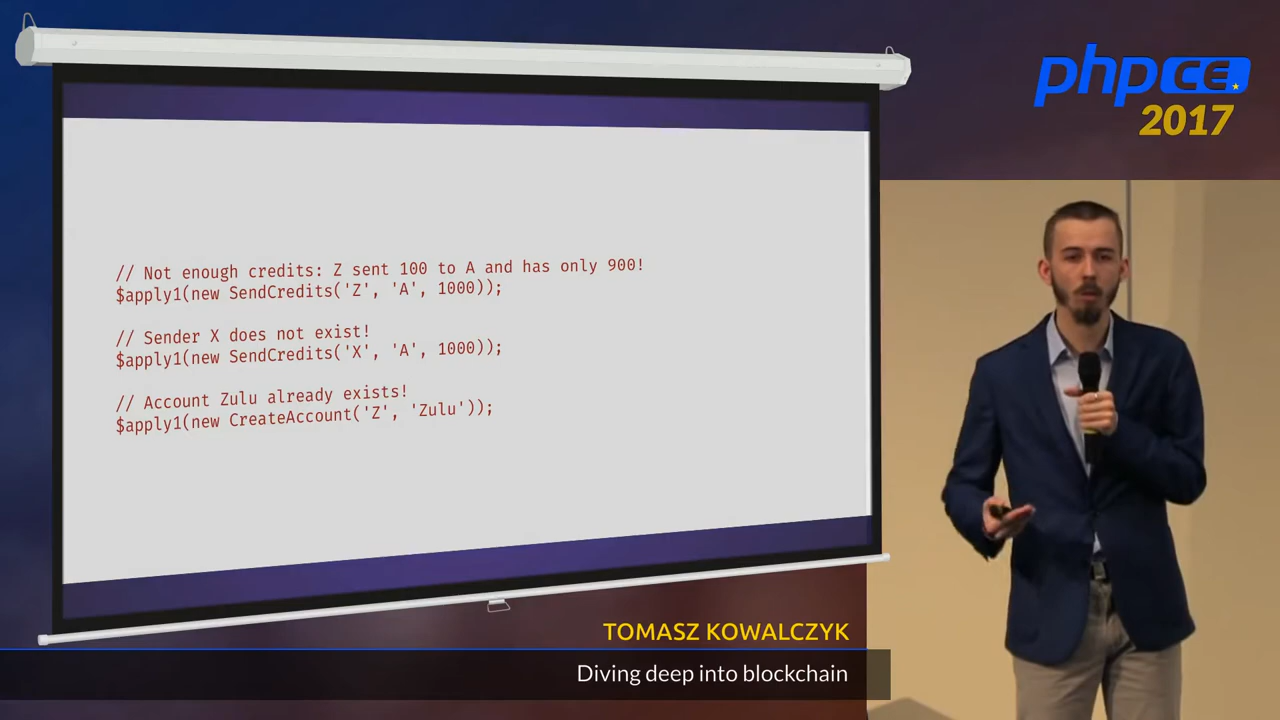 phpCE
2017
// Not enough credits: Z sent 100 to A and has only 900!
$apply1(new SendCredits('Z', 'A', 1000));
// Sender X does not exist!
$apply1(new SendCredits('X', 'A', 1000));
// Account Zulu already exists!
$apply1(new CreateAccount('Z', 'Zulu'));
TOMASZ KOWALCZYK
Diving deep into blockchain